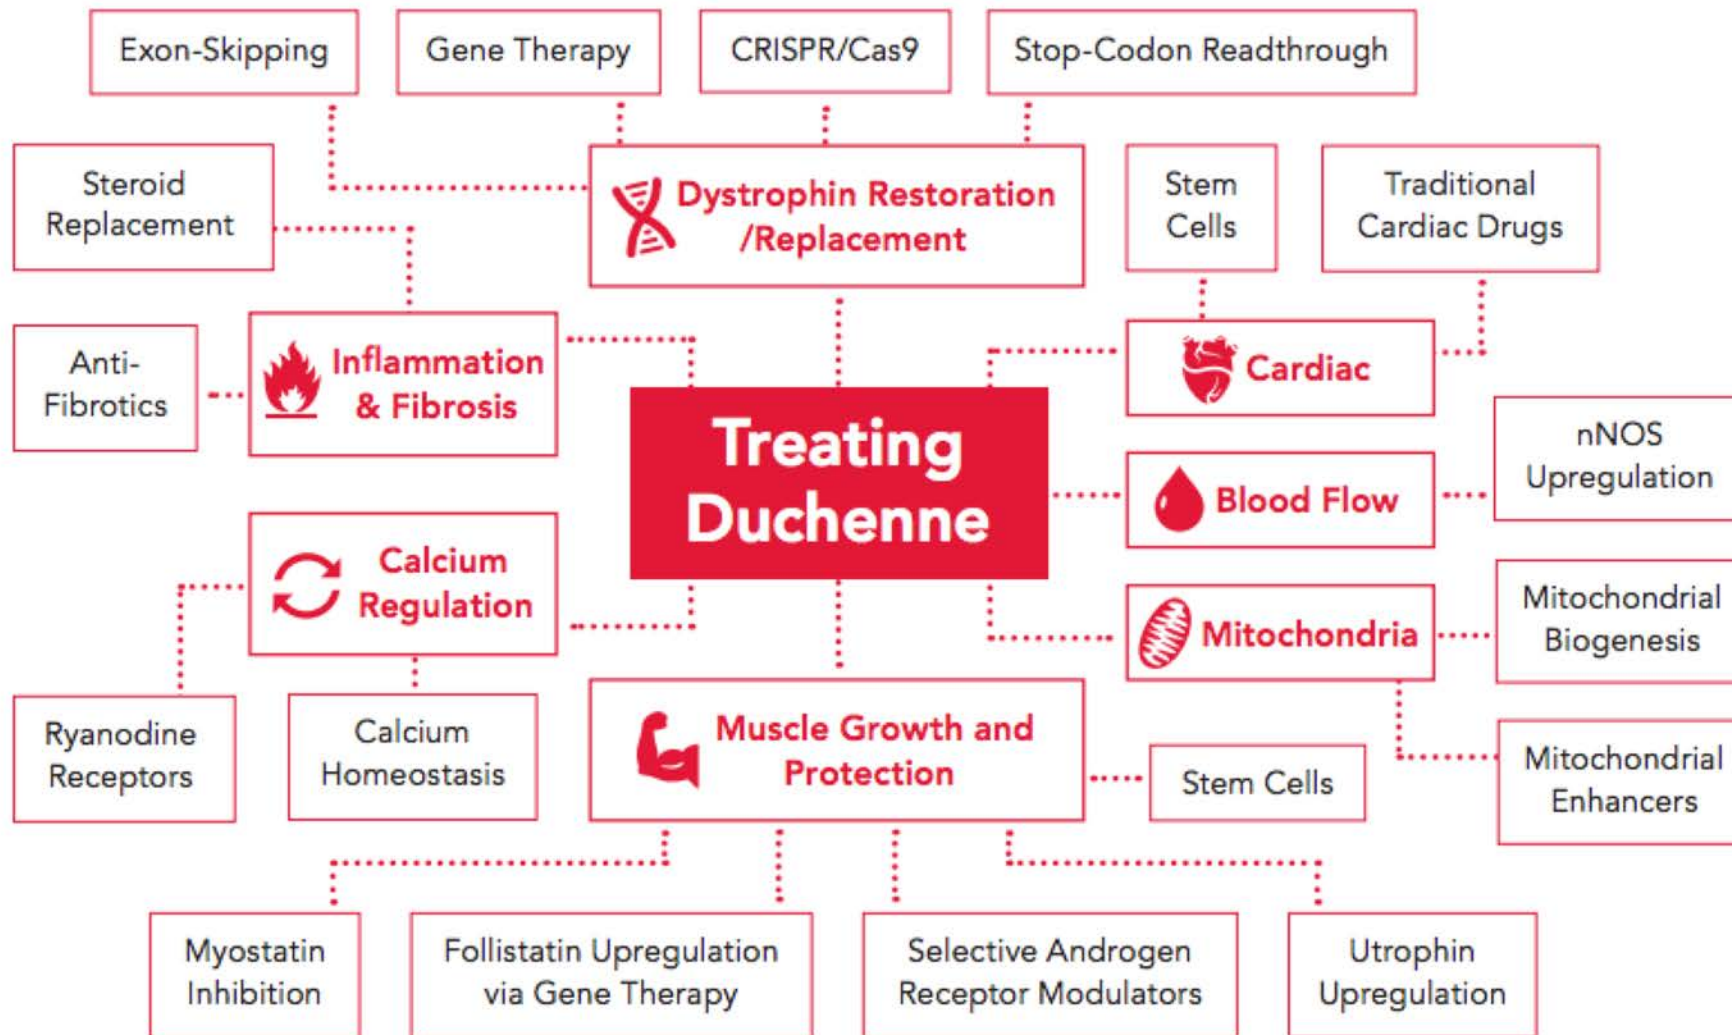 Exon-Skipping
Gene Therapy
CRISPR/Cas9
Stop-Codon Readthrough
Steroid
Replacement
Dystrophin Restoration
/Replacement
Stem
Cells
Traditional
Cardiac Drugs
Anti-
Fibrotics
Inflammation
& Fibrosis
Cardiac
Treating
Duchenne
nNOS
Upregulation
Blood Flow
Calcium
Regulation
Mitochondria
Mitochondrial
Biogenesis
Ryanodine
Receptors
Calcium
Homeostasis
Muscle Growth and
Protection
Stem Cells
Mitochondrial
Enhancers
Myostatin
Inhibition
Follistatin Upregulation
via Gene Therapy
Selective Androgen
Receptor Modulators
Utrophin
Upregulation